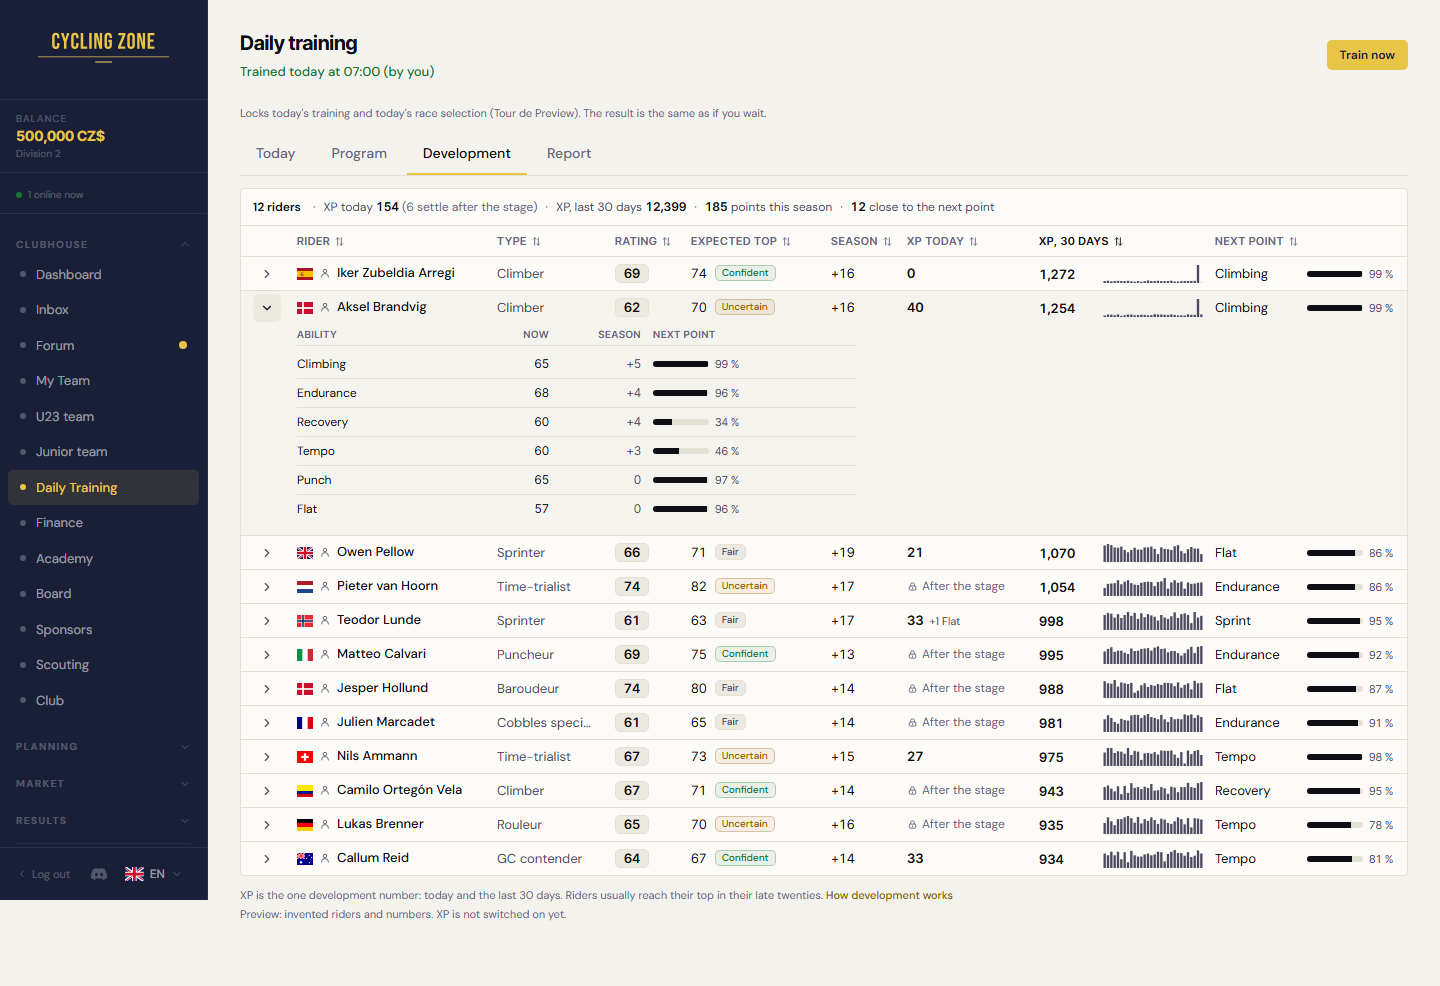 CYCLING ZONE
BALANCE
500,000 CZ$
Division 2
1 online now
CLUBHOUSE
Dashboard
Inbox
Forum
My Team
U23 team
Junior team
Daily Training
Finance
Academy
Board
Sponsors
Scouting
Club
PLANNING
MARKET
RESULTS
Log out EN
Daily training
Trained today at 07:00 (by you)
Train now
Locks today's training and today's race selection (Tour de Preview). The result is the same as if you wait.
Today Program Development Report
12 riders · XP today 154 (6 settle after the stage) · XP, last 30 days 12,399 · 185 points this season · 12 close to the next point
RIDER TYPE RATING EXPECTED TOP SEASON XP TODAY XP, 30 DAYS NEXT POINT
Iker Zubeldia Arregi Climber 69 74 Confident +16 0 1,272 Climbing 99 %
Aksel Brandvig Climber 62 70 Uncertain +16 40 1,254 Climbing 99 %
ABILITY NOW SEASON NEXT POINT
Climbing 65 +5 99 %
Endurance 68 +4 96 %
Recovery 60 +4 34 %
Tempo 60 +3 46 %
Punch 65 0 97 %
Flat 57 0 96 %
Owen Pellow Sprinter 66 71 Fair +19 21 1,070 Flat 86 %
Pieter van Hoorn Time-trialist 74 82 Uncertain +17 After the stage 1,054 Endurance 86 %
Teodor Lunde Sprinter 61 63 Fair +17 33 +1 Flat 998 Sprint 95 %
Matteo Calvari Puncheur 69 75 Confident +13 After the stage 995 Endurance 92 %
Jesper Hollund Baroudeur 74 80 Fair +14 After the stage 988 Flat 87 %
Julien Marcadet Cobbles speci... 61 65 Fair +14 After the stage 981 Endurance 91 %
Nils Ammann Time-trialist 67 73 Uncertain +15 27 975 Tempo 98 %
Camilo Ortegón Vela Climber 67 71 Confident +14 After the stage 943 Recovery 95 %
Lukas Brenner Rouleur 65 70 Uncertain +16 After the stage 935 Tempo 78 %
Callum Reid GC contender 64 67 Confident +14 33 934 Tempo 81 %
XP is the one development number: today and the last 30 days. Riders usually reach their top in their late twenties. How development works
Preview: invented riders and numbers. XP is not switched on yet.